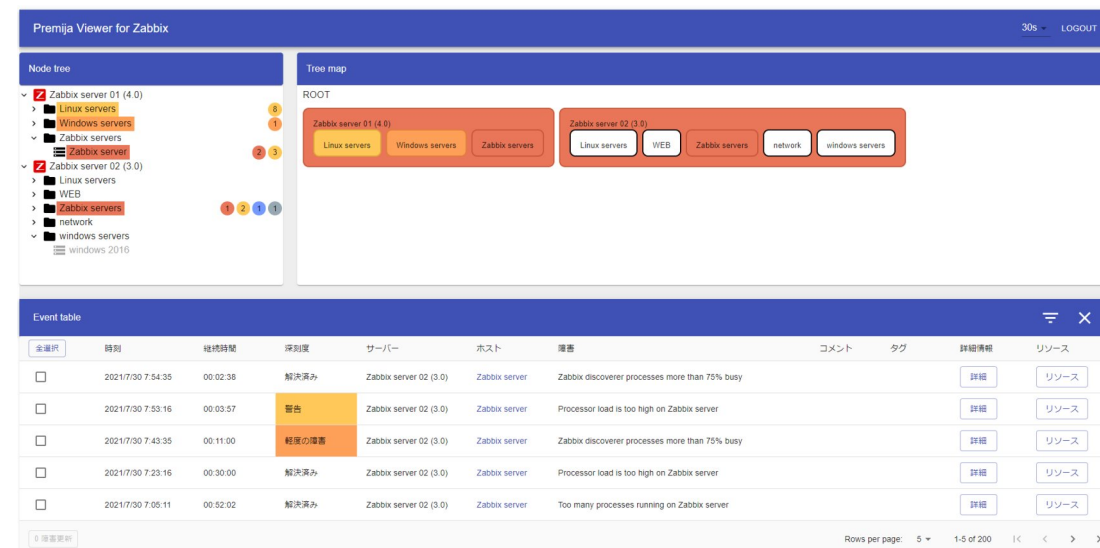 Premija Viewer for Zabbix 30s LOGOUT
Node tree
Zabbix server 01 (4.0)
Linux servers 8
Windows servers 1
Zabbix servers
Zabbix server 2 3
Zabbix server 02 (3.0)
Linux servers
WEB
Zabbix servers 1 2 1 1
network
windows servers
windows 2016
Tree map
ROOT
Zabbix server 01 (4.0)
Linux servers Windows servers Zabbix servers
Zabbix server 02 (3.0)
Linux servers WEB Zabbix servers network windows servers
Event table
全選択 時刻 継続時間 深刻度 サーバー ホスト 障害 コメント タグ 詳細情報 リソース
2021/7/30 7:54:35 00:02:38 解決済み Zabbix server 02 (3.0) Zabbix server Zabbix discoverer processes more than 75% busy 詳細 リソース
2021/7/30 7:53:16 00:03:57 警告 Zabbix server 02 (3.0) Zabbix server Processor load is too high on Zabbix server 詳細 リソース
2021/7/30 7:43:35 00:11:00 軽度の障害 Zabbix server 02 (3.0) Zabbix server Zabbix discoverer processes more than 75% busy 詳細 リソース
2021/7/30 7:23:16 00:30:00 解決済み Zabbix server 02 (3.0) Zabbix server Processor load is too high on Zabbix server 詳細 リソース
2021/7/30 7:05:11 00:52:02 解決済み Zabbix server 02 (3.0) Zabbix server Too many processes running on Zabbix server 詳細 リソース
障害更新 Rows per page: 5 1-5 of 200